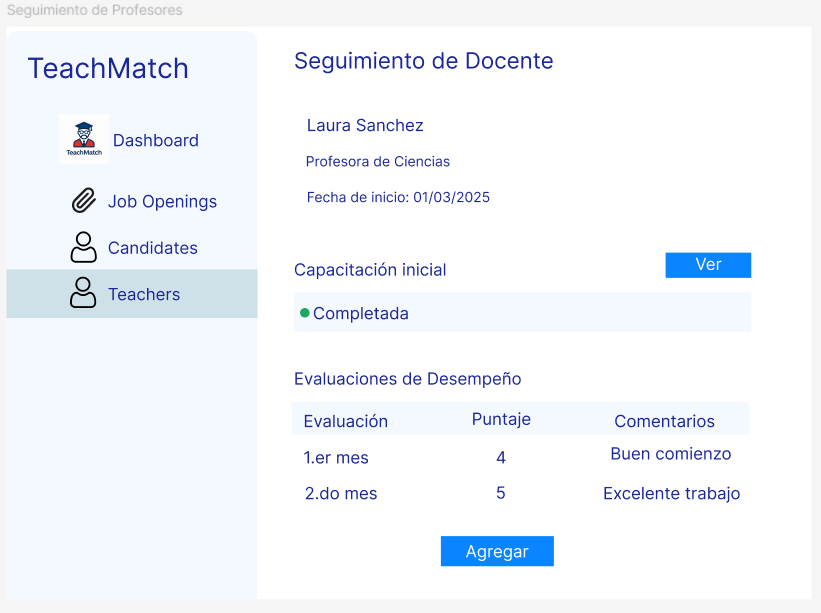 Seguimiento de Profesores
TeachMatch
TeachMatch
Dashboard
Job Openings
Candidates
Teachers
Seguimiento de Docente
Laura Sanchez
Profesora de Ciencias
Fecha de inicio: 01/03/2025
Capacitación inicial
Ver
Completada
Evaluaciones de Desempeño
Evaluación Puntaje Comentarios
1.er mes 4 Buen comienzo
2.do mes 5 Excelente trabajo
Agregar